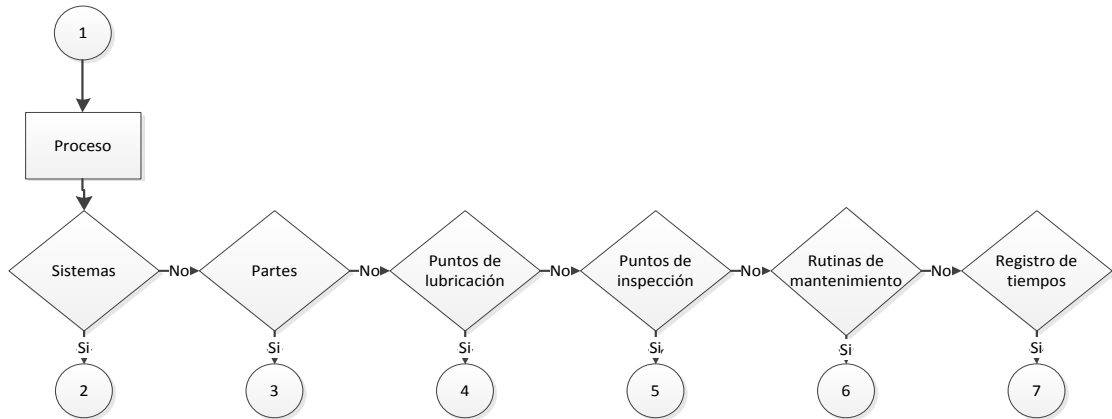 1
Proceso
Sistemas
No
Partes
No
Puntos de
lubricación
No
Puntos de
inspección
No
Rutinas de
mantenimiento
No
Registro de
tiempos
Si
Si
Si
Si
Si
Si
2
3
4
5
6
7